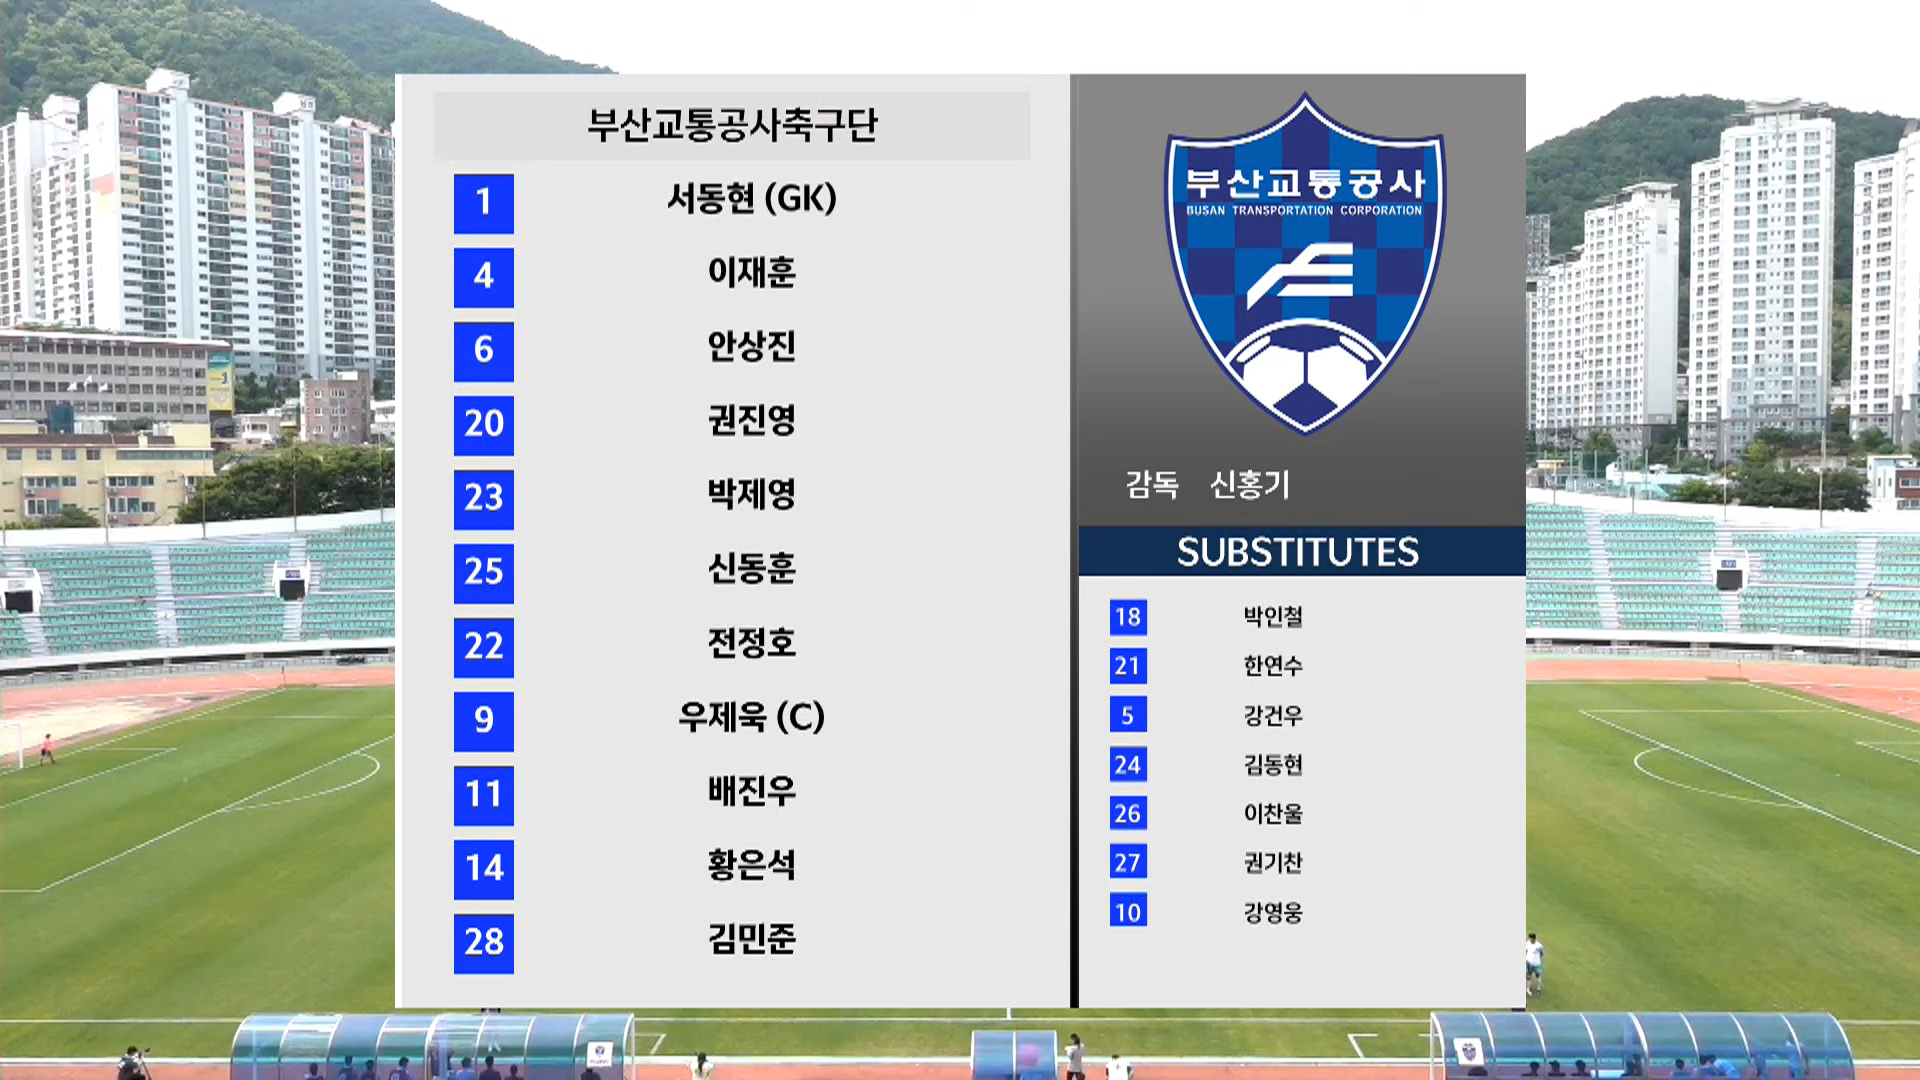 부산교통공사축구단
1 서동현 (GK)
4 이재훈
6 안상진
20 권진영
23 박제영
25 신동훈
22 전정호
9 우제욱 (C)
11 배진우
14 황은석
28 김민준
부산교통공사
BUSAN TRANSPORTATION CORPORATION
감독 신홍기
SUBSTITUTES
18 박인철
21 한연수
5 강건우
24 김동현
26 이찬울
27 권기찬
10 강영웅